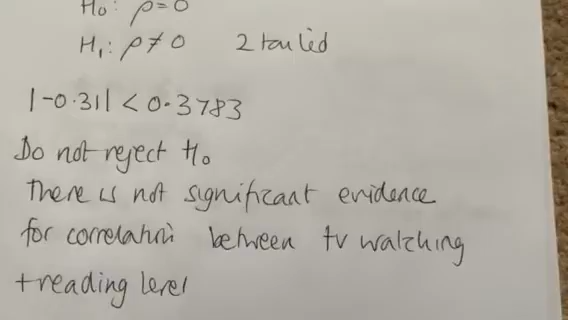 H₀: ρ=0
H₁: ρ≠0 2 tailed
|-0.311| < 0.3783
Do not reject H₀
There is not significant evidence
for correlation between tv watching
+ reading level